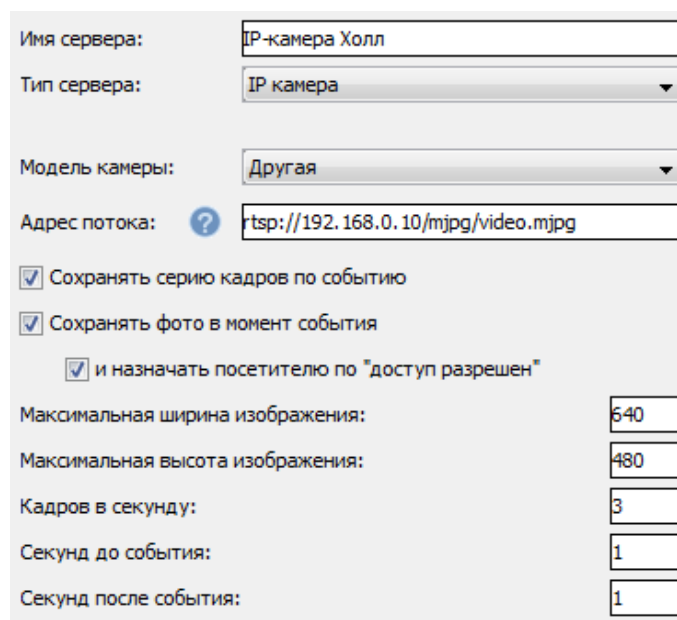 Имя сервера: IP-камера Холл
Тип сервера: IP камера
Модель камеры: Другая
Адрес потока: ? rtsp://192.168.0.10/mjpg/video.mjpg
Сохранять серию кадров по событию
Сохранять фото в момент события
и назначать посетителю по "доступ разрешен"
Максимальная ширина изображения: 640
Максимальная высота изображения: 480
Кадров в секунду: 3
Секунд до события: 1
Секунд после события: 1